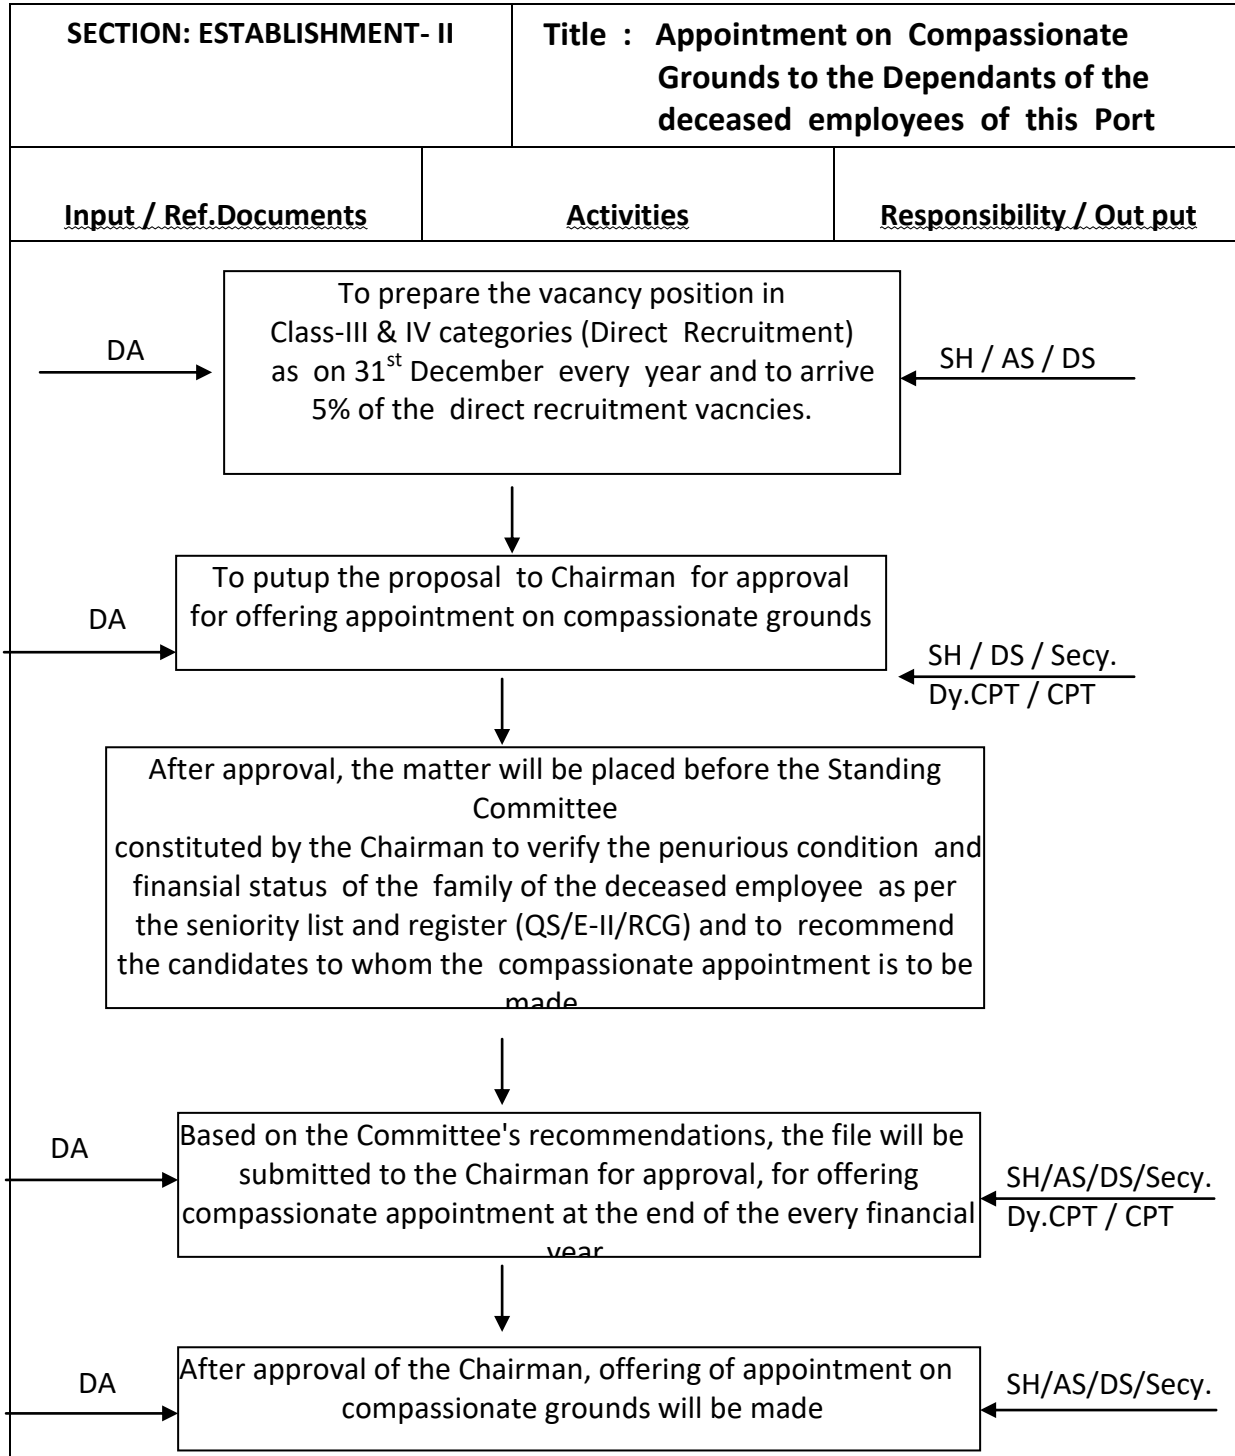 SECTION: ESTABLISHMENT- II
Title : Appointment on Compassionate
Grounds to the Dependants of the
deceased employees of this Port
Input / Ref.Documents
Activities
Responsibility / Out put
To prepare the vacancy position in
Class-III & IV categories (Direct Recruitment)
as on 31st December every year and to arrive
5% of the direct recruitment vacncies.
DA
SH / AS / DS
To putup the proposal to Chairman for approval
for offering appointment on compassionate grounds
DA
SH / DS / Secy.
Dy.CPT / CPT
After approval, the matter will be placed before the Standing
Committee
constituted by the Chairman to verify the penurious condition and
finansial status of the family of the deceased employee as per
the seniority list and register (QS/E-II/RCG) and to recommend
the candidates to whom the compassionate appointment is to be
made
Based on the Committee's recommendations, the file will be
submitted to the Chairman for approval, for offering
compassionate appointment at the end of the every financial
year
DA
SH/AS/DS/Secy.
Dy.CPT / CPT
After approval of the Chairman, offering of appointment on
compassionate grounds will be made
DA
SH/AS/DS/Secy.